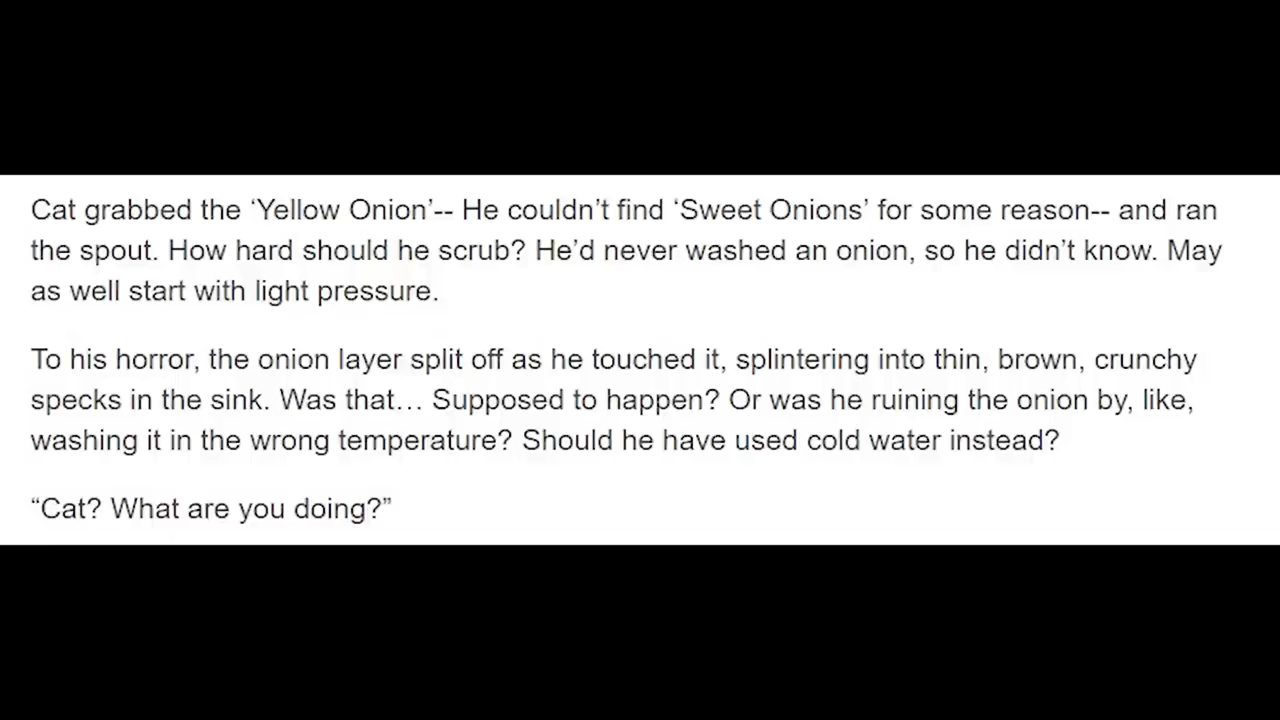 Cat grabbed the ‘Yellow Onion’-- He couldn’t find ‘Sweet Onions’ for some reason-- and ran
the spout. How hard should he scrub? He’d never washed an onion, so he didn’t know. May
as well start with light pressure.
To his horror, the onion layer split off as he touched it, splintering into thin, brown, crunchy
specks in the sink. Was that… Supposed to happen? Or was he ruining the onion by, like,
washing it in the wrong temperature? Should he have used cold water instead?
“Cat? What are you doing?”